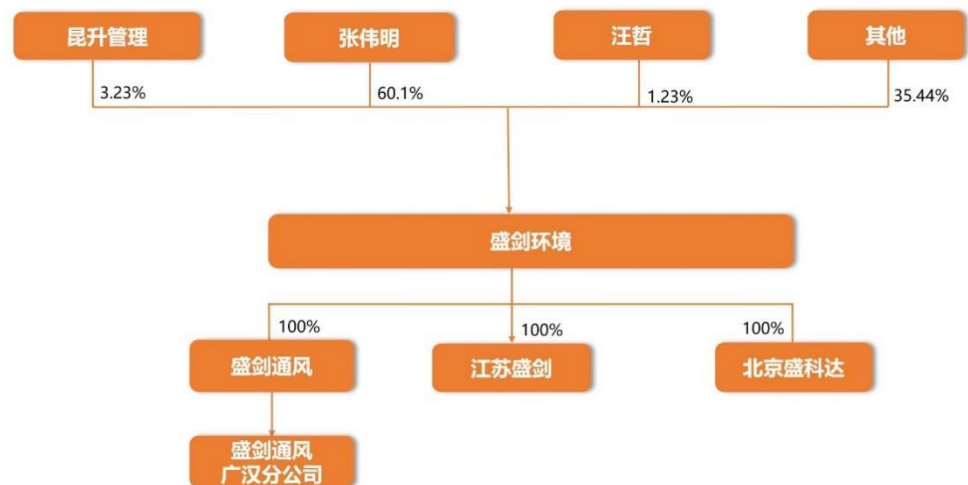 昆升管理
张伟明
汪哲
其他
3.23%
60.1%
1.23%
35.44%
盛剑环境
100%
100%
100%
盛剑通风
江苏盛剑
北京盛科达
盛剑通风
广汉分公司